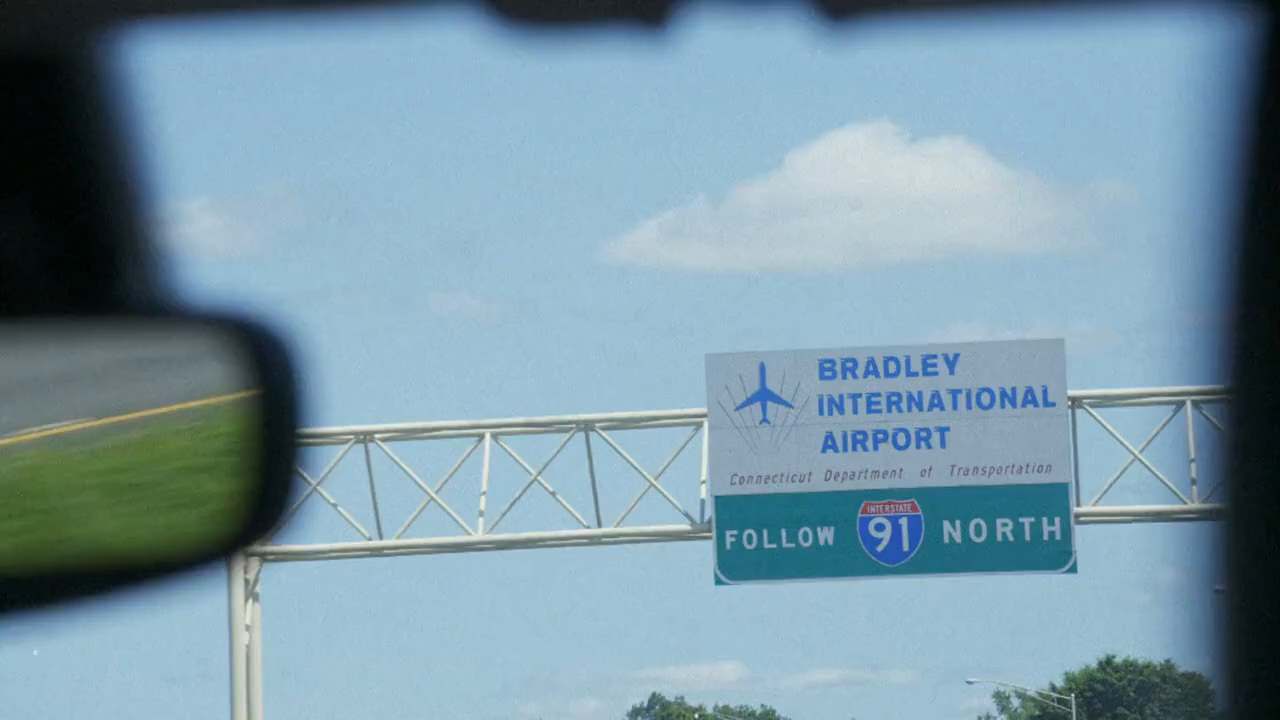 BRADLEY
INTERNATIONAL
AIRPORT
Connecticut Department of Transportation
FOLLOW INTERSTATE 91 NORTH